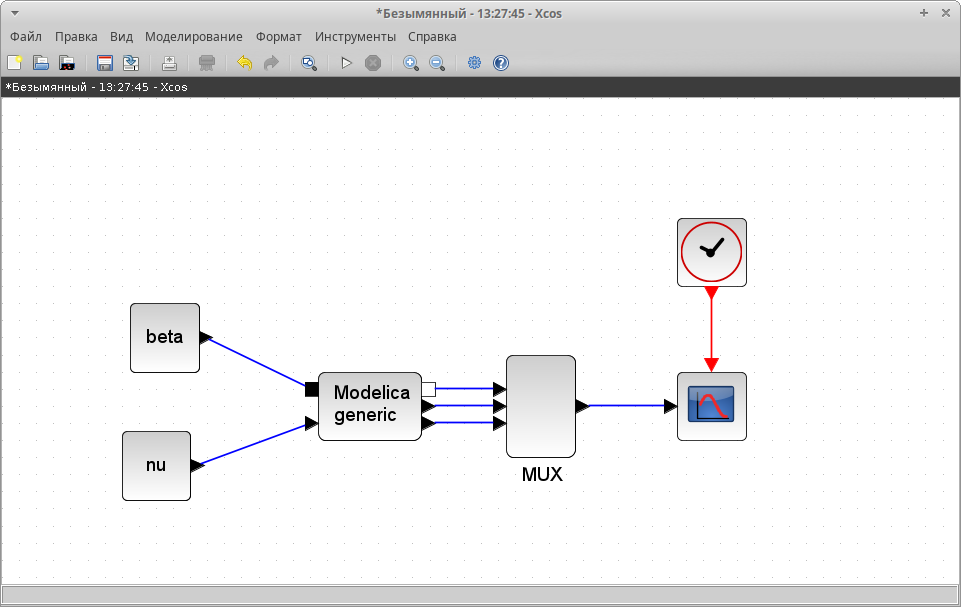 *Безымянный - 13:27:45 - Xcos
Файл Правка Вид Моделирование Формат Инструменты Справка
*Безымянный - 13:27:45 - Xcos
beta
Modelica
generic
nu
MUX